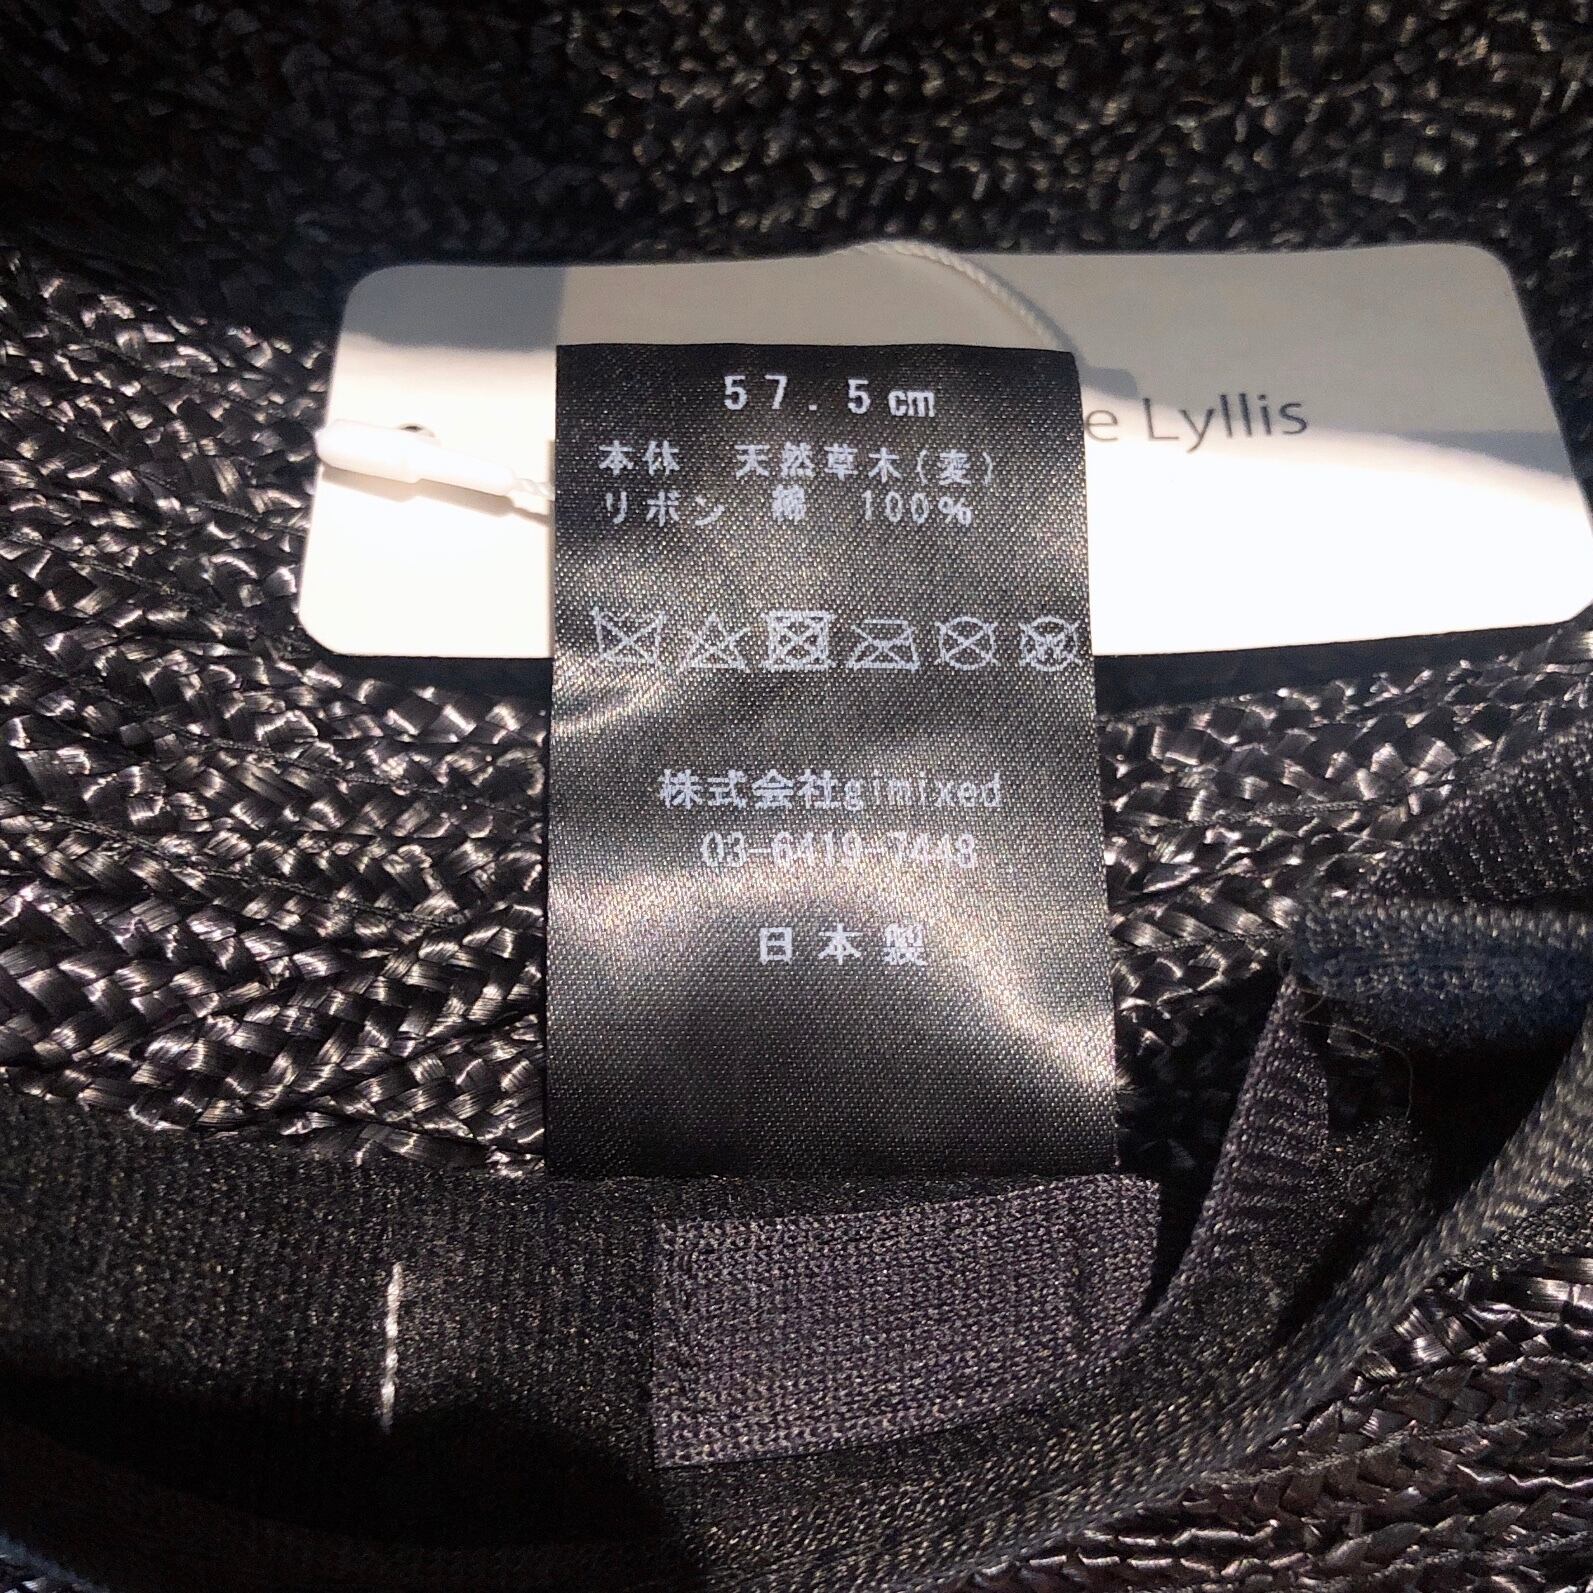 e Lyllis
57.5cm
本体　天然草木(麦)
リボン　綿　100%
株式会社gimixed
03-6419-7448
日本製